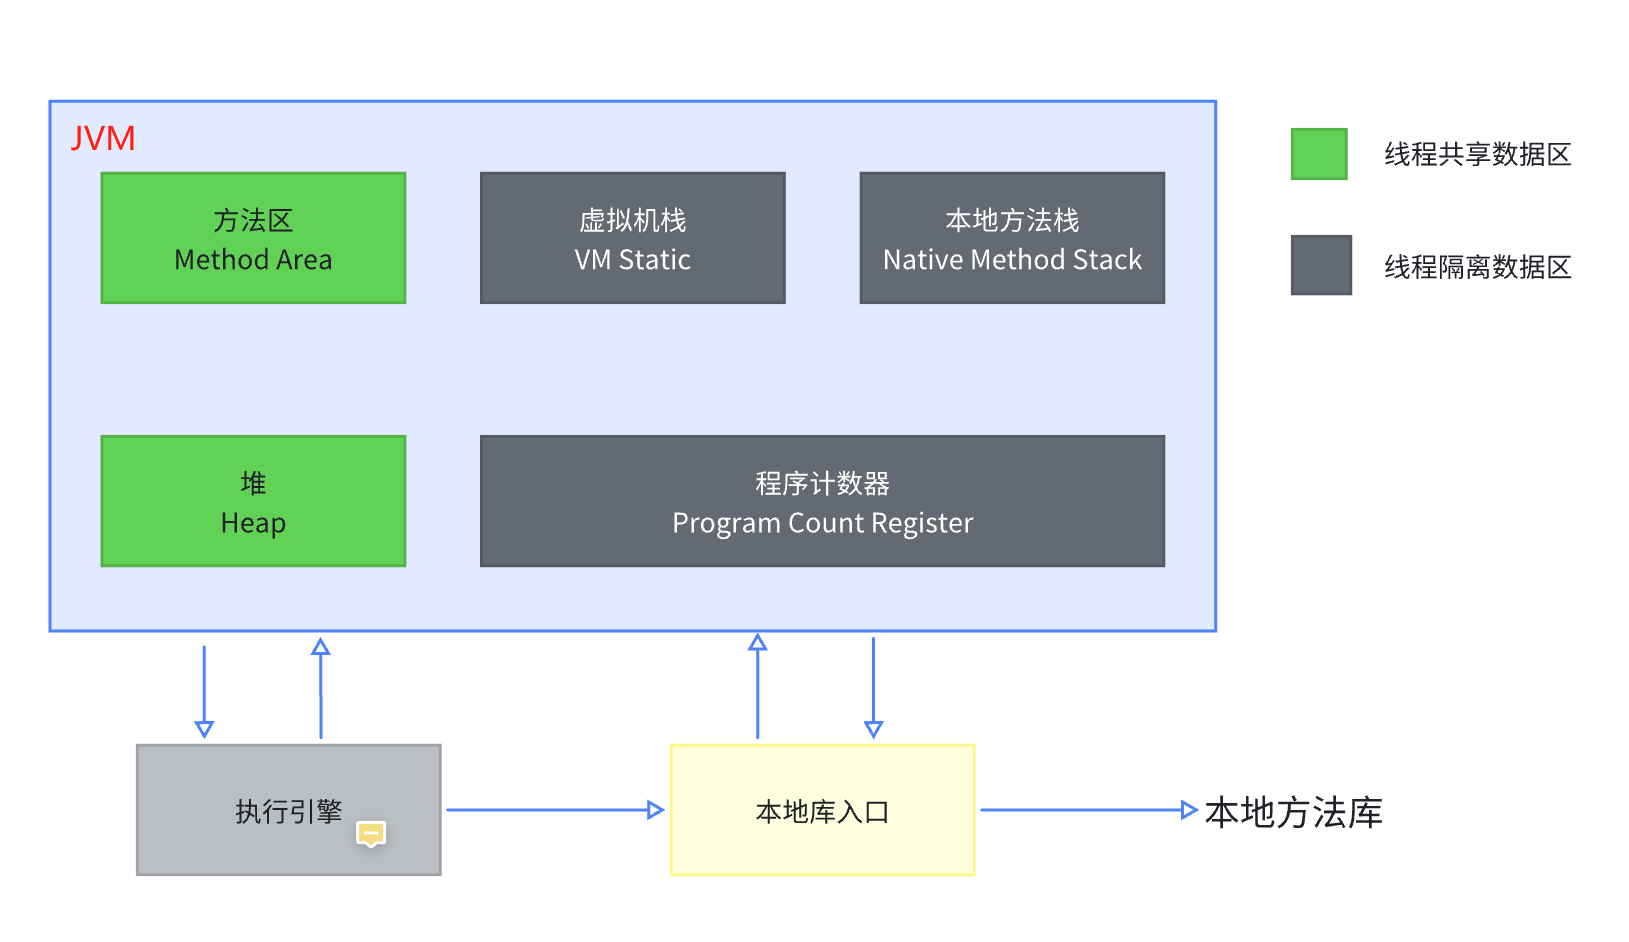 JVM
方法区
Method Area
虚拟机栈
VM Static
本地方法栈
Native Method Stack
线程共享数据区
线程隔离数据区
堆
Heap
程序计数器
Program Count Register
执行引擎
本地库入口
本地方法库